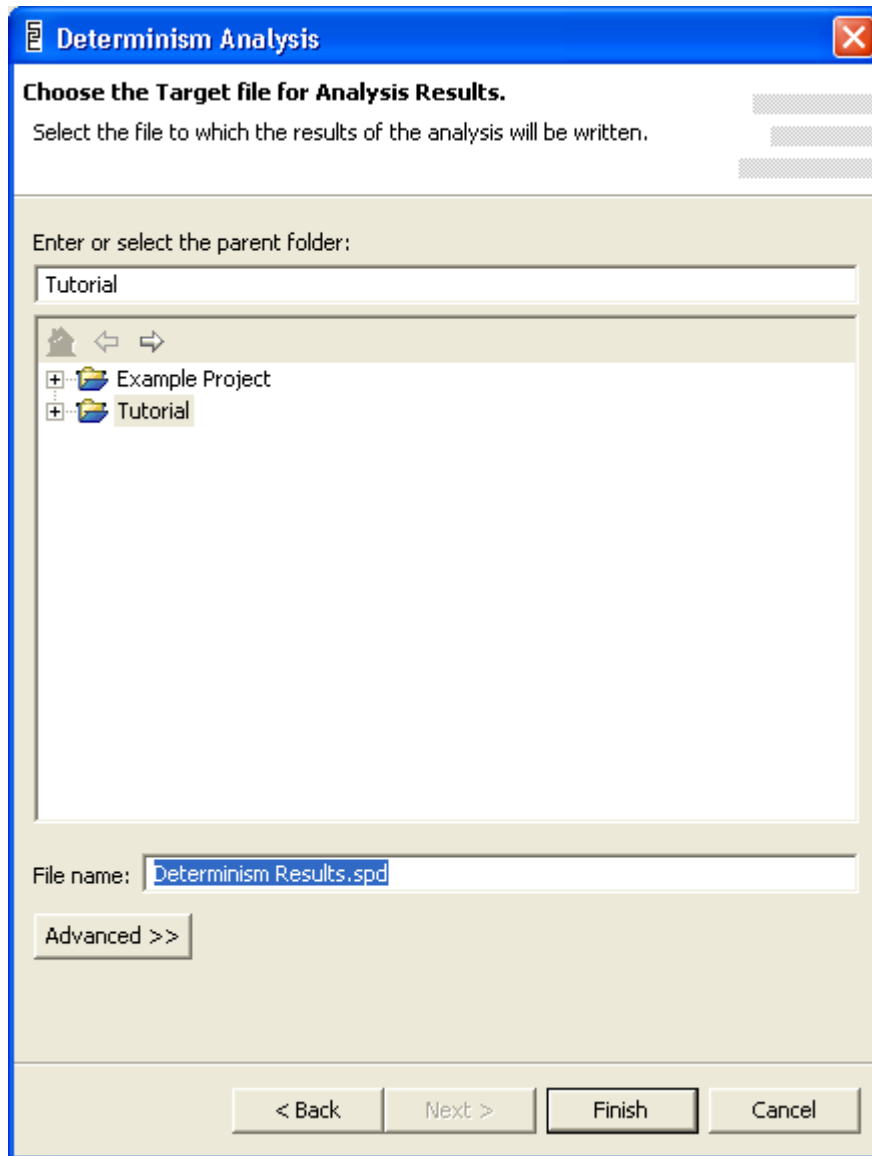 Determinism Analysis
Choose the Target file for Analysis Results.
Select the file to which the results of the analysis will be written.
Enter or select the parent folder:
Tutorial
Example Project
Tutorial
File name: Determinism Results.spd
Advanced >>
< Back Next > Finish Cancel